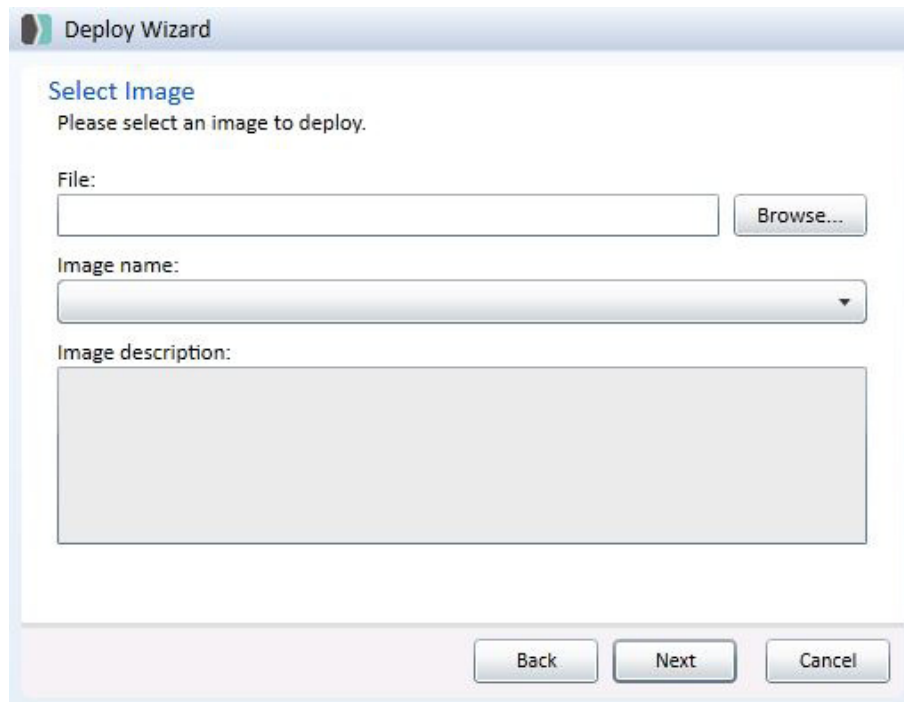 Deploy Wizard
Select Image
Please select an image to deploy.
File:
Browse...
Image name:
Image description:
Back Next Cancel